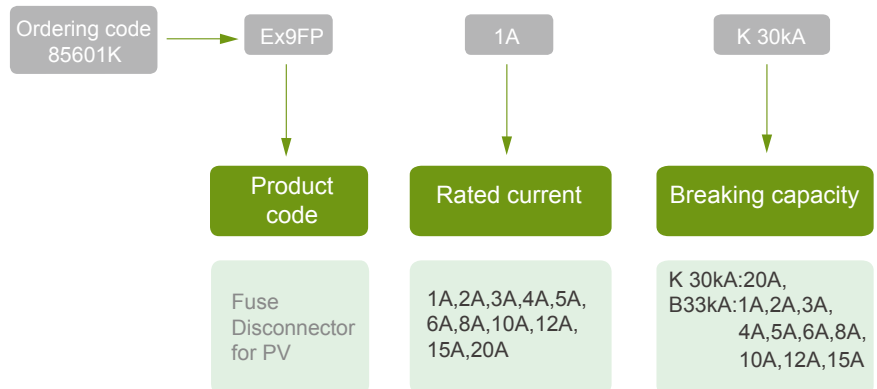 Ordering code
85601K
Ex9FP
1A
K 30kA
Product
code
Rated current
Breaking capacity
Fuse
Disconnector
for PV
1A,2A,3A,4A,5A,
6A,8A,10A,12A,
15A,20A
K 30kA:20A,
B33kA:1A,2A,3A,
4A,5A,6A,8A,
10A,12A,15A